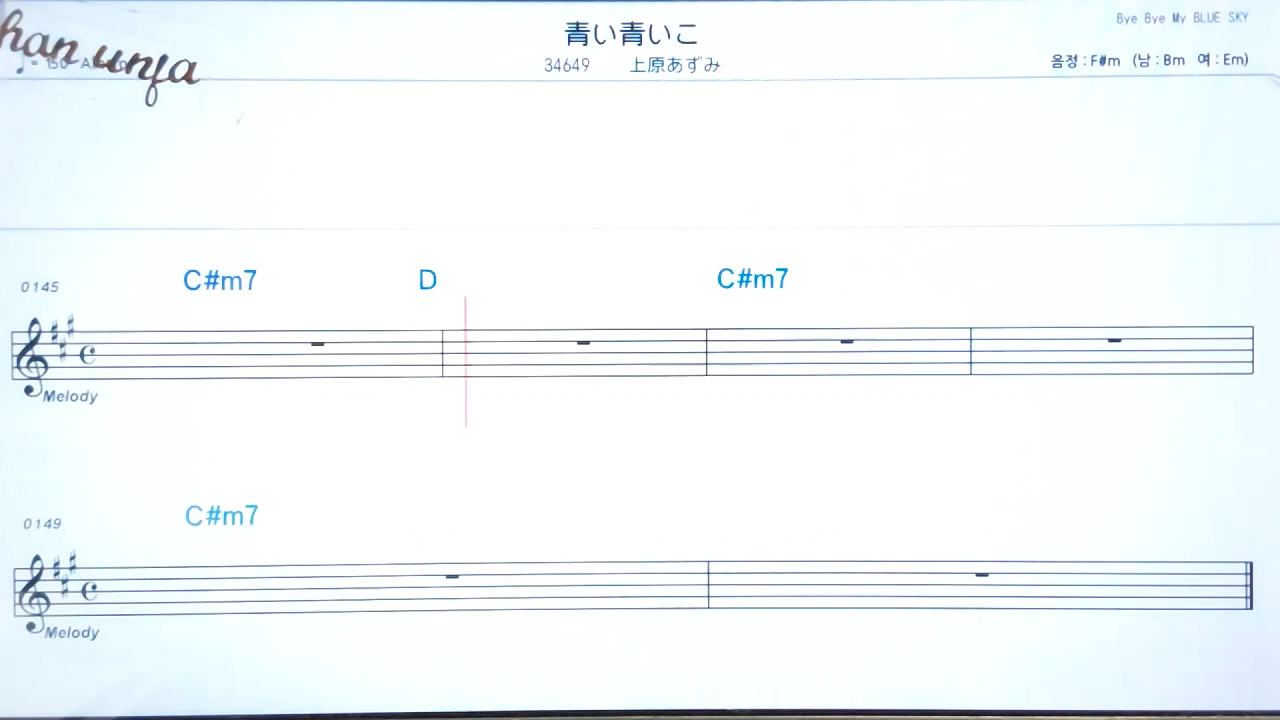 Bye Bye My BLUE SKY
青い青いこ
34649 上原あずみ
음정 : F#m (남 : Bm 여 : Em)
han unfa
0145 C#m7 D C#m7
Melody
0149 C#m7
Melody